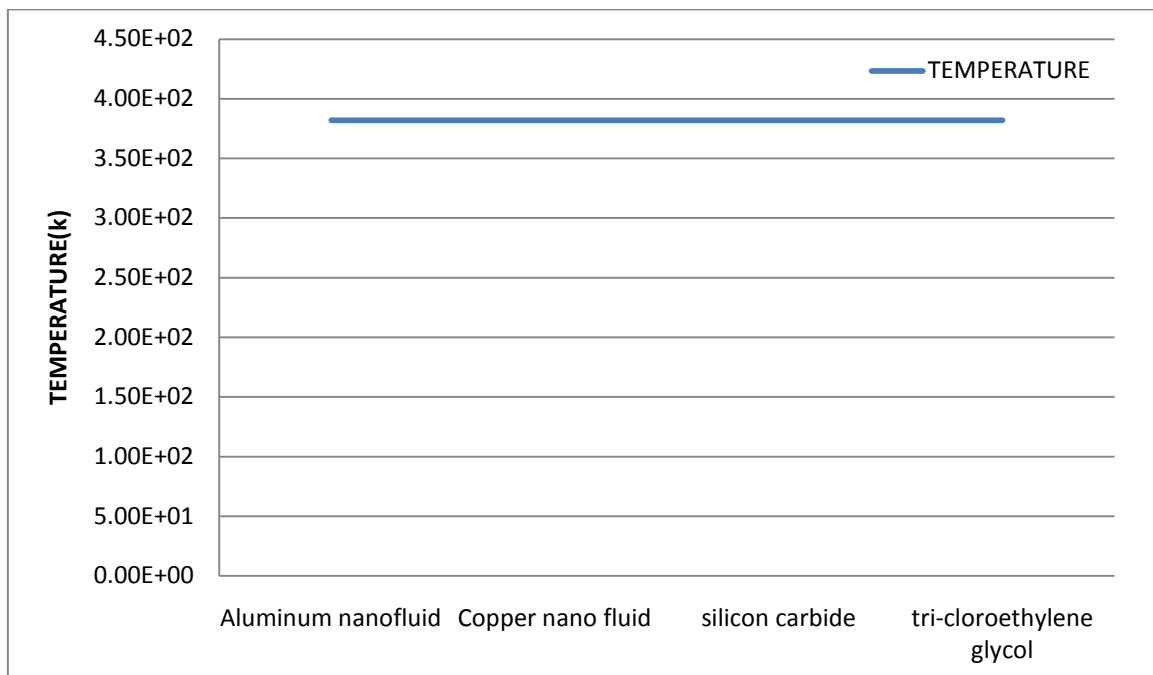 4.50E+02
TEMPERATURE
4.00E+02
3.50E+02
3.00E+02
2.50E+02
2.00E+02
1.50E+02
1.00E+02
5.00E+01
0.00E+00
TEMPERATURE(k)
Aluminum nanofluid
Copper nano fluid
silicon carbide
tri-cloroethylene
glycol